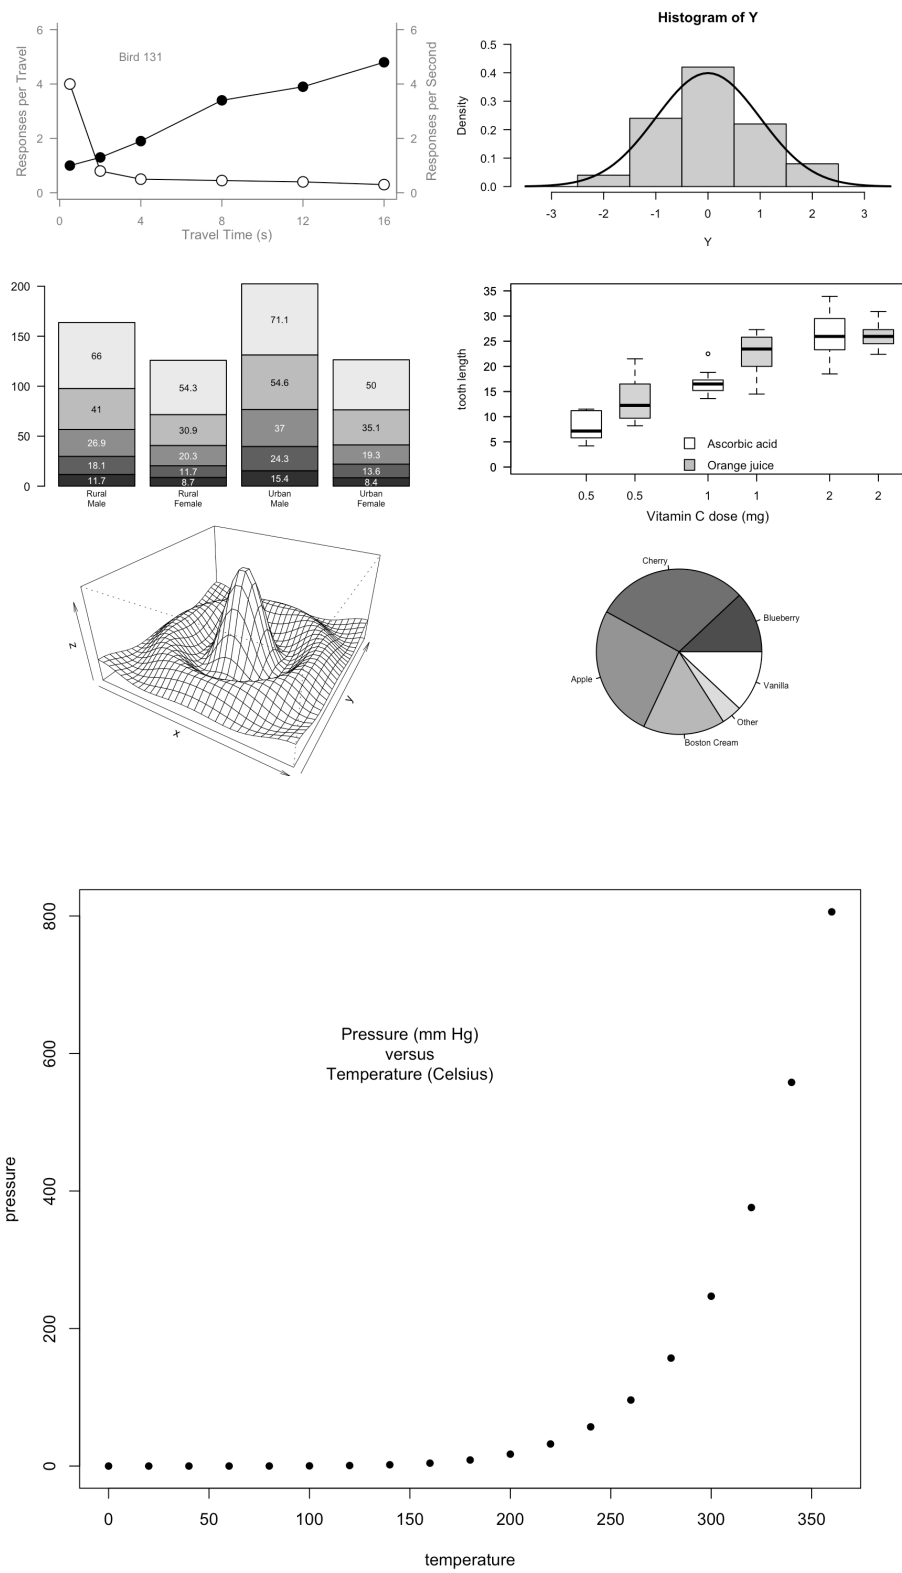 Bird 131
Responses per Travel
Responses per Second
6
4
2
0
6
4
2
0
0 4 8 12 16
Travel Time (s)
Histogram of Y
Density
0.5
0.4
0.3
0.2
0.1
0.0
-3 -2 -1 0 1 2 3
Y
200
150
100
50
0
66
41
26.9
18.1
11.7
54.3
30.9
20.3
11.7
8.7
71.1
54.6
37
24.3
15.4
50
35.1
19.3
13.6
8.4
Rural
Male
Rural
Female
Urban
Male
Urban
Female
tooth length
35
30
25
20
15
10
5
0
Ascorbic acid
Orange juice
0.5 0.5 1 1 2 2
Vitamin C dose (mg)
z
x
y
Cherry
Blueberry
Apple
Vanilla
Other
Boston Cream
Pressure (mm Hg)
versus
Temperature (Celsius)
pressure
800
600
400
200
0
0 50 100 150 200 250 300 350
temperature